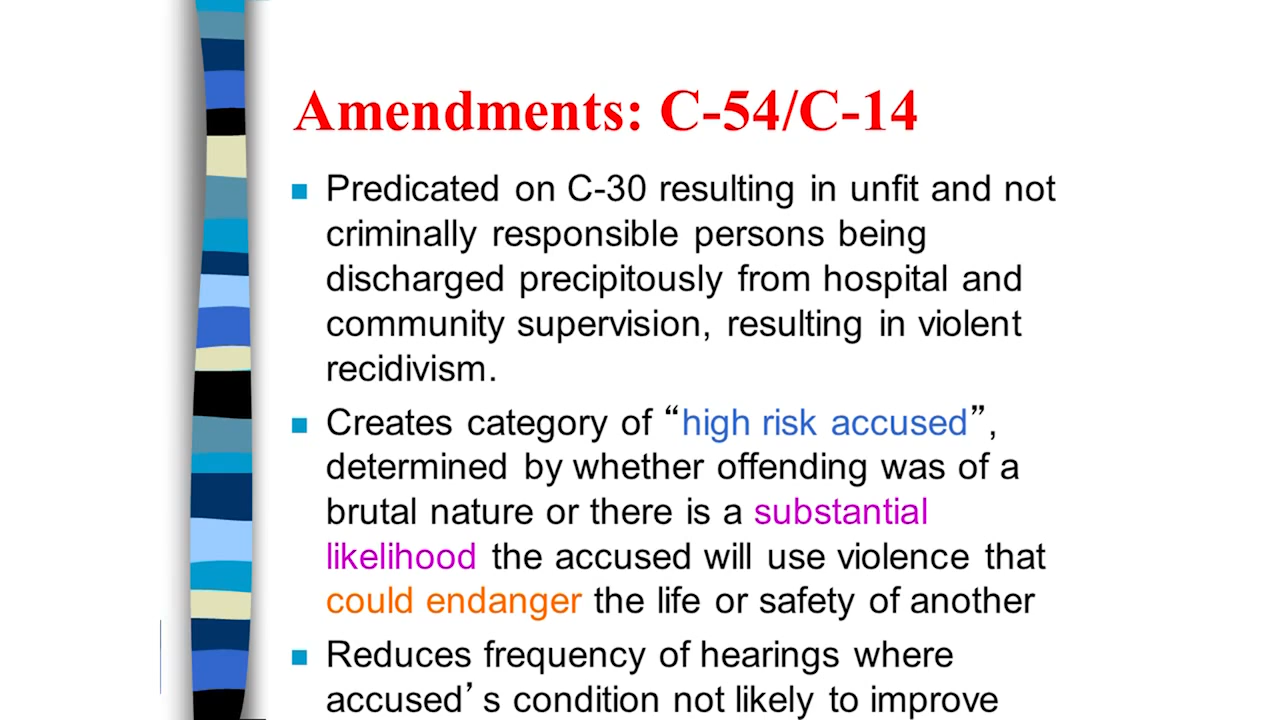 Amendments: C-54/C-14
Predicated on C-30 resulting in unfit and not
criminally responsible persons being
discharged precipitously from hospital and
community supervision, resulting in violent
recidivism.
Creates category of “high risk accused”,
determined by whether offending was of a
brutal nature or there is a substantial
likelihood the accused will use violence that
could endanger the life or safety of another
Reduces frequency of hearings where
accused’s condition not likely to improve